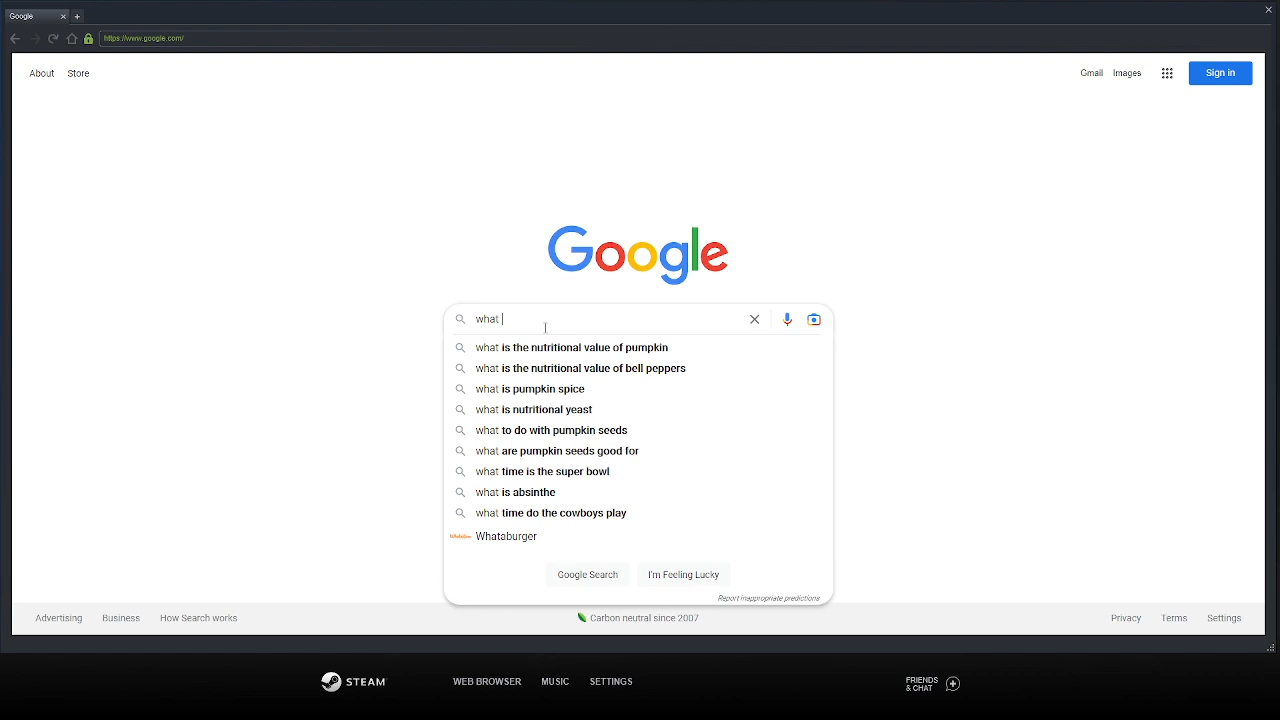 Google
https://www.google.com/
About Store
Gmail Images
Sign in
Google
what
what is the nutritional value of pumpkin
what is the nutritional value of bell peppers
what is pumpkin spice
what is nutritional yeast
what to do with pumpkin seeds
what are pumpkin seeds good for
what time is the super bowl
what is absinthe
what time do the cowboys play
Whataburger
Google Search
I'm Feeling Lucky
Report inappropriate predictions
Advertising Business How Search works
Carbon neutral since 2007
Privacy Terms Settings
STEAM
WEB BROWSER MUSIC SETTINGS
FRIENDS
& CHAT